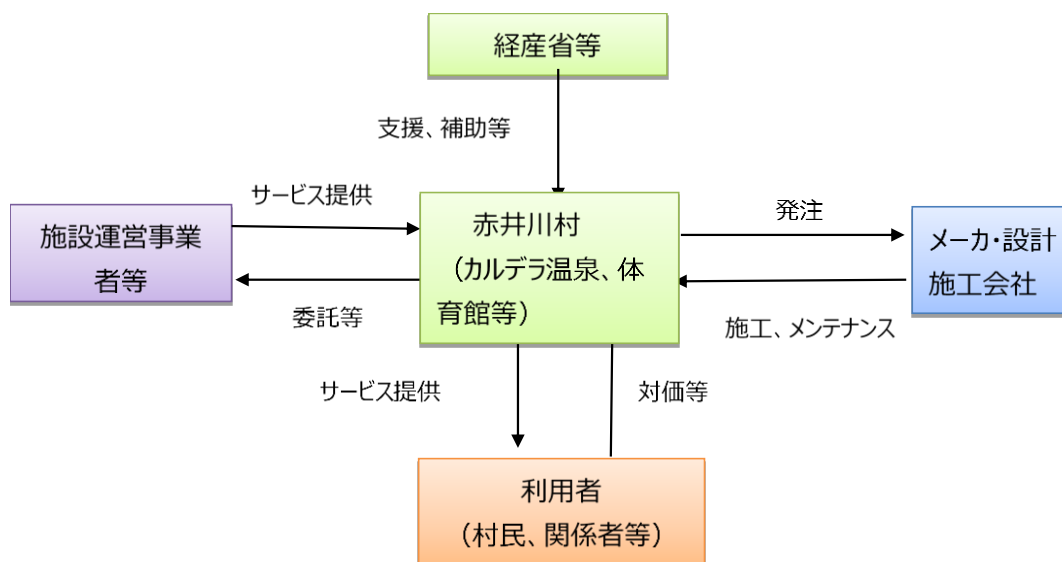 経産省等
支援、補助等
サービス提供
施設運営事業
者等
委託等
赤井川村
（カルデラ温泉、体
育館等）
発注
メーカ・設計
施工会社
施工、メンテナンス
サービス提供
対価等
利用者
（村民、関係者等）